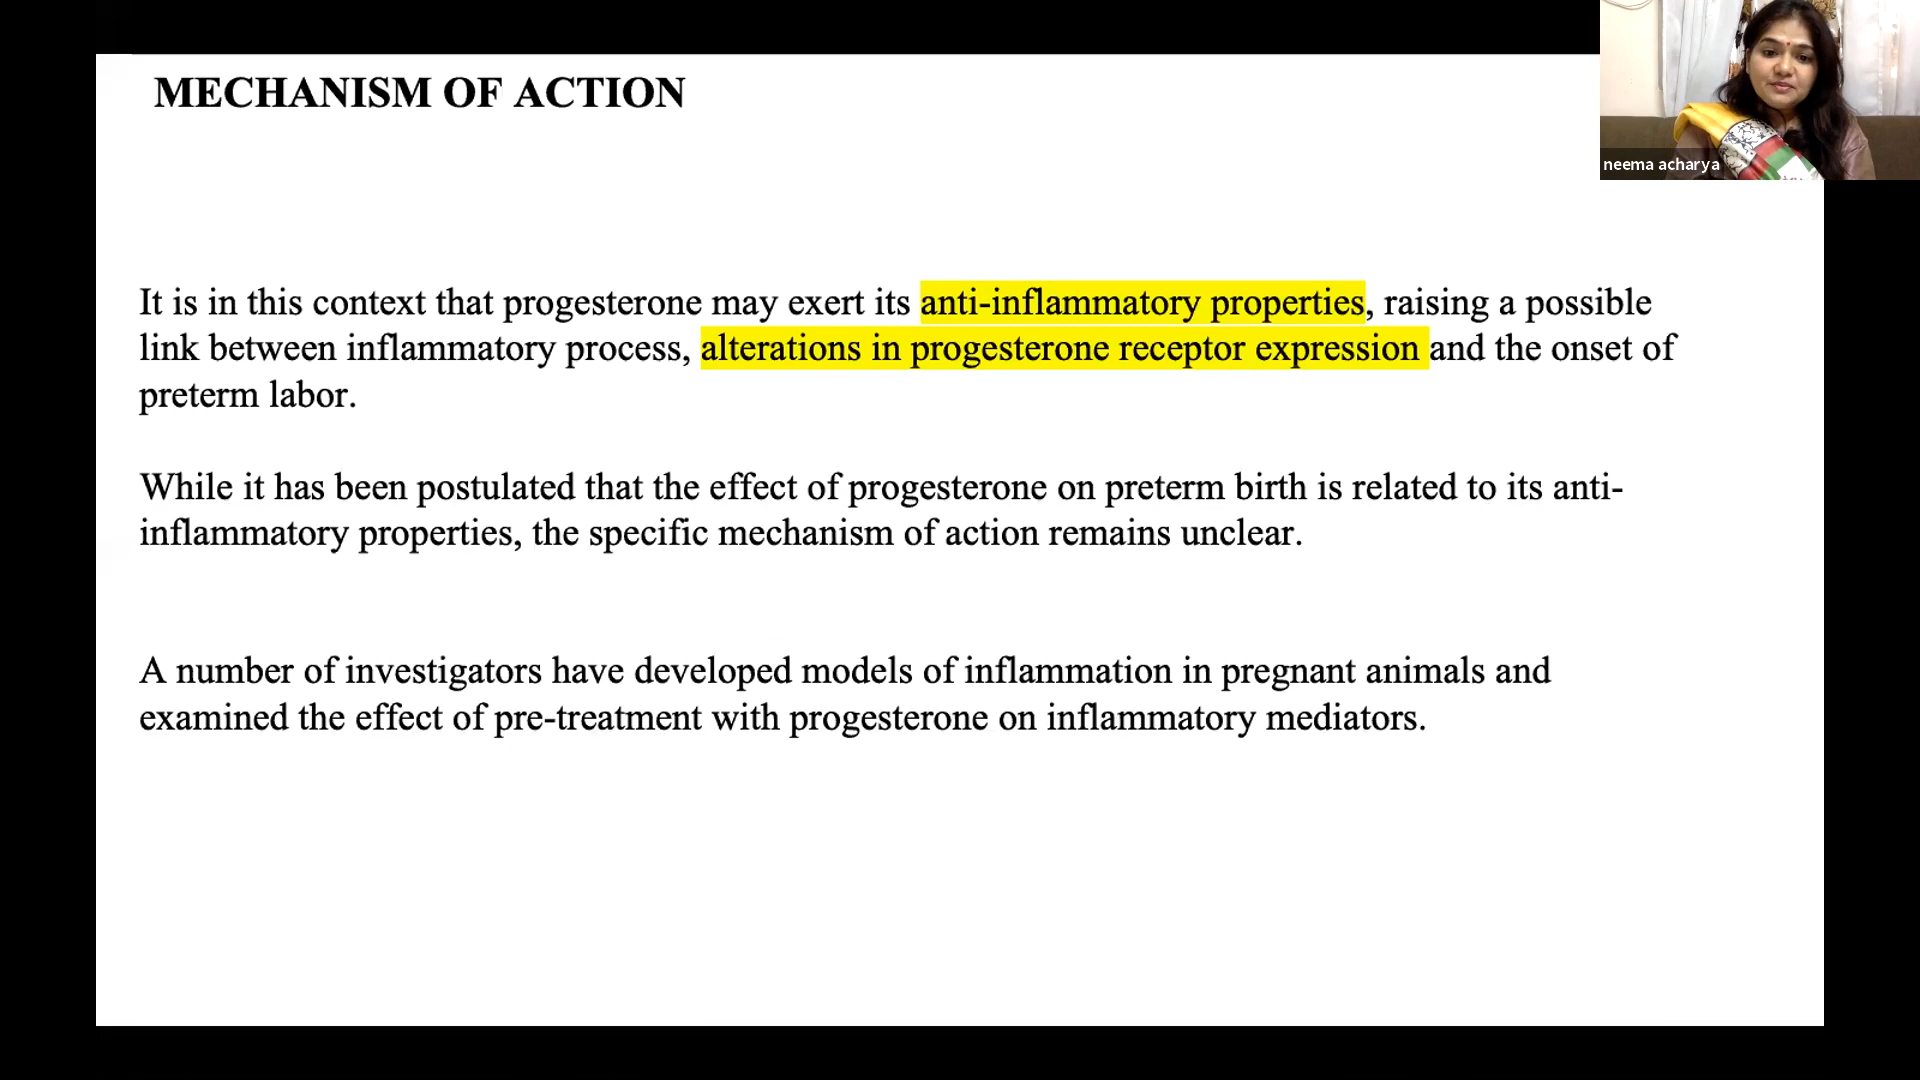 MECHANISM OF ACTION
neema acharya
It is in this context that progesterone may exert its anti-inflammatory properties, raising a possible
link between inflammatory process, alterations in progesterone receptor expression and the onset of
preterm labor.
While it has been postulated that the effect of progesterone on preterm birth is related to its anti-
inflammatory properties, the specific mechanism of action remains unclear.
A number of investigators have developed models of inflammation in pregnant animals and
examined the effect of pre-treatment with progesterone on inflammatory mediators.